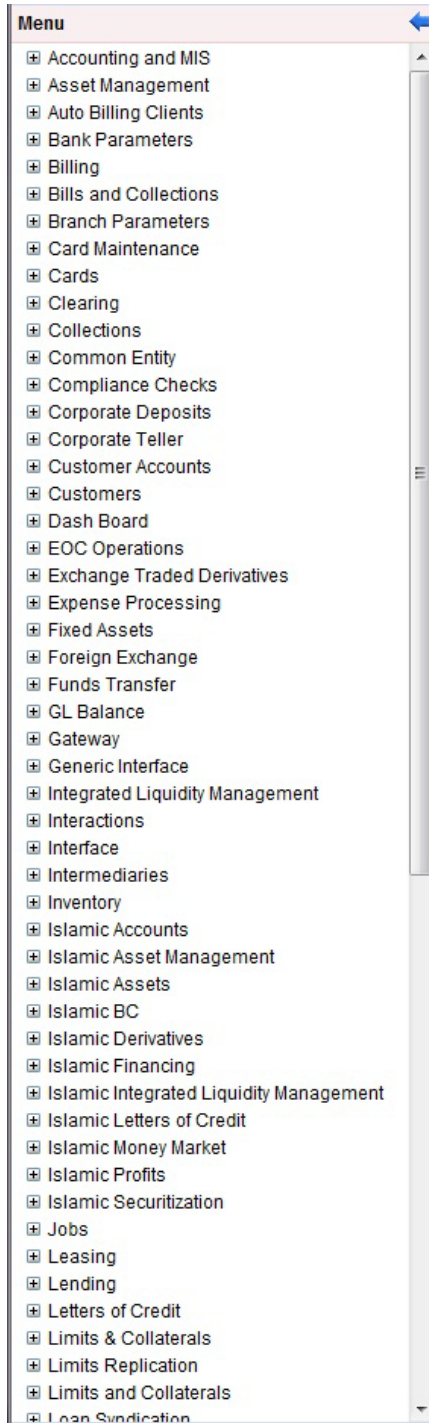 Menu
Accounting and MIS
Asset Management
Auto Billing Clients
Bank Parameters
Billing
Bills and Collections
Branch Parameters
Card Maintenance
Cards
Clearing
Collections
Common Entity
Compliance Checks
Corporate Deposits
Corporate Teller
Customer Accounts
Customers
Dash Board
EOC Operations
Exchange Traded Derivatives
Expense Processing
Fixed Assets
Foreign Exchange
Funds Transfer
GL Balance
Gateway
Generic Interface
Integrated Liquidity Management
Interactions
Interface
Intermediaries
Inventory
Islamic Accounts
Islamic Asset Management
Islamic Assets
Islamic BC
Islamic Derivatives
Islamic Financing
Islamic Integrated Liquidity Management
Islamic Letters of Credit
Islamic Money Market
Islamic Profits
Islamic Securitization
Jobs
Leasing
Lending
Letters of Credit
Limits & Collaterals
Limits Replication
Limits and Collaterals
Loan Syndication